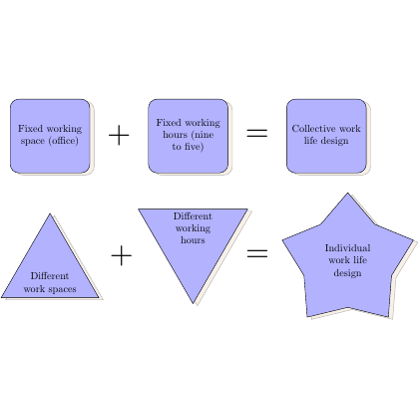 Fixed working
space (office)
+
Fixed working
hours (nine
to five)
=
Collective work
life design
Different
work spaces
+
Different
working
hours
=
Individual
work life
design